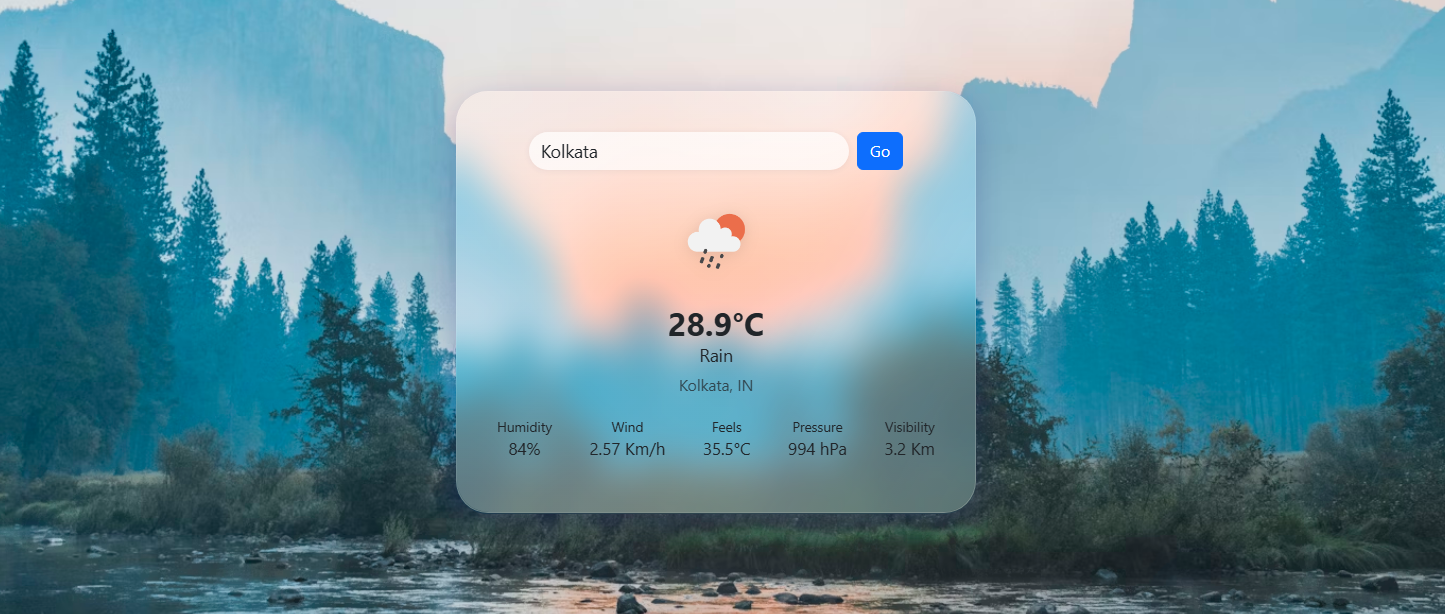 Kolkata
Go
28.9°C
Rain
Kolkata, IN
Humidity Wind Feels Pressure Visibility
84% 2.57 Km/h 35.5°C 994 hPa 3.2 Km